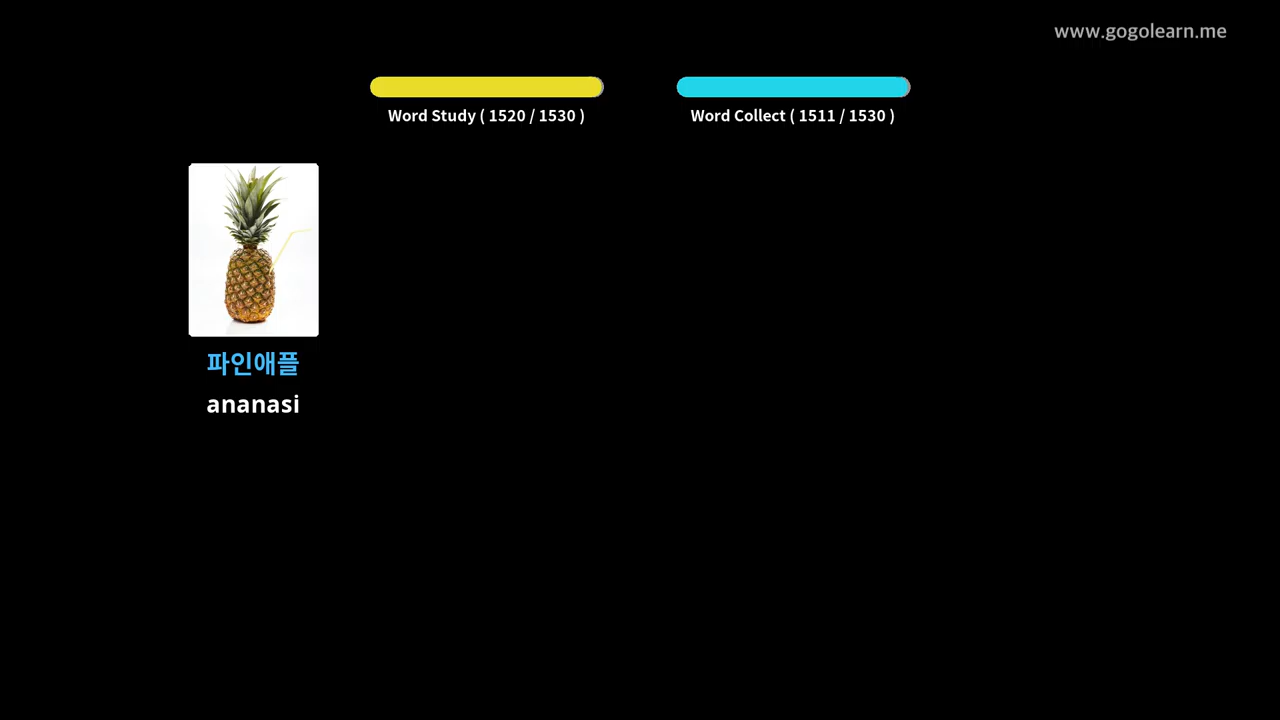 www.gogolearn.me
Word Study ( 1520 / 1530 )
Word Collect ( 1511 / 1530 )
파인애플
ananasi